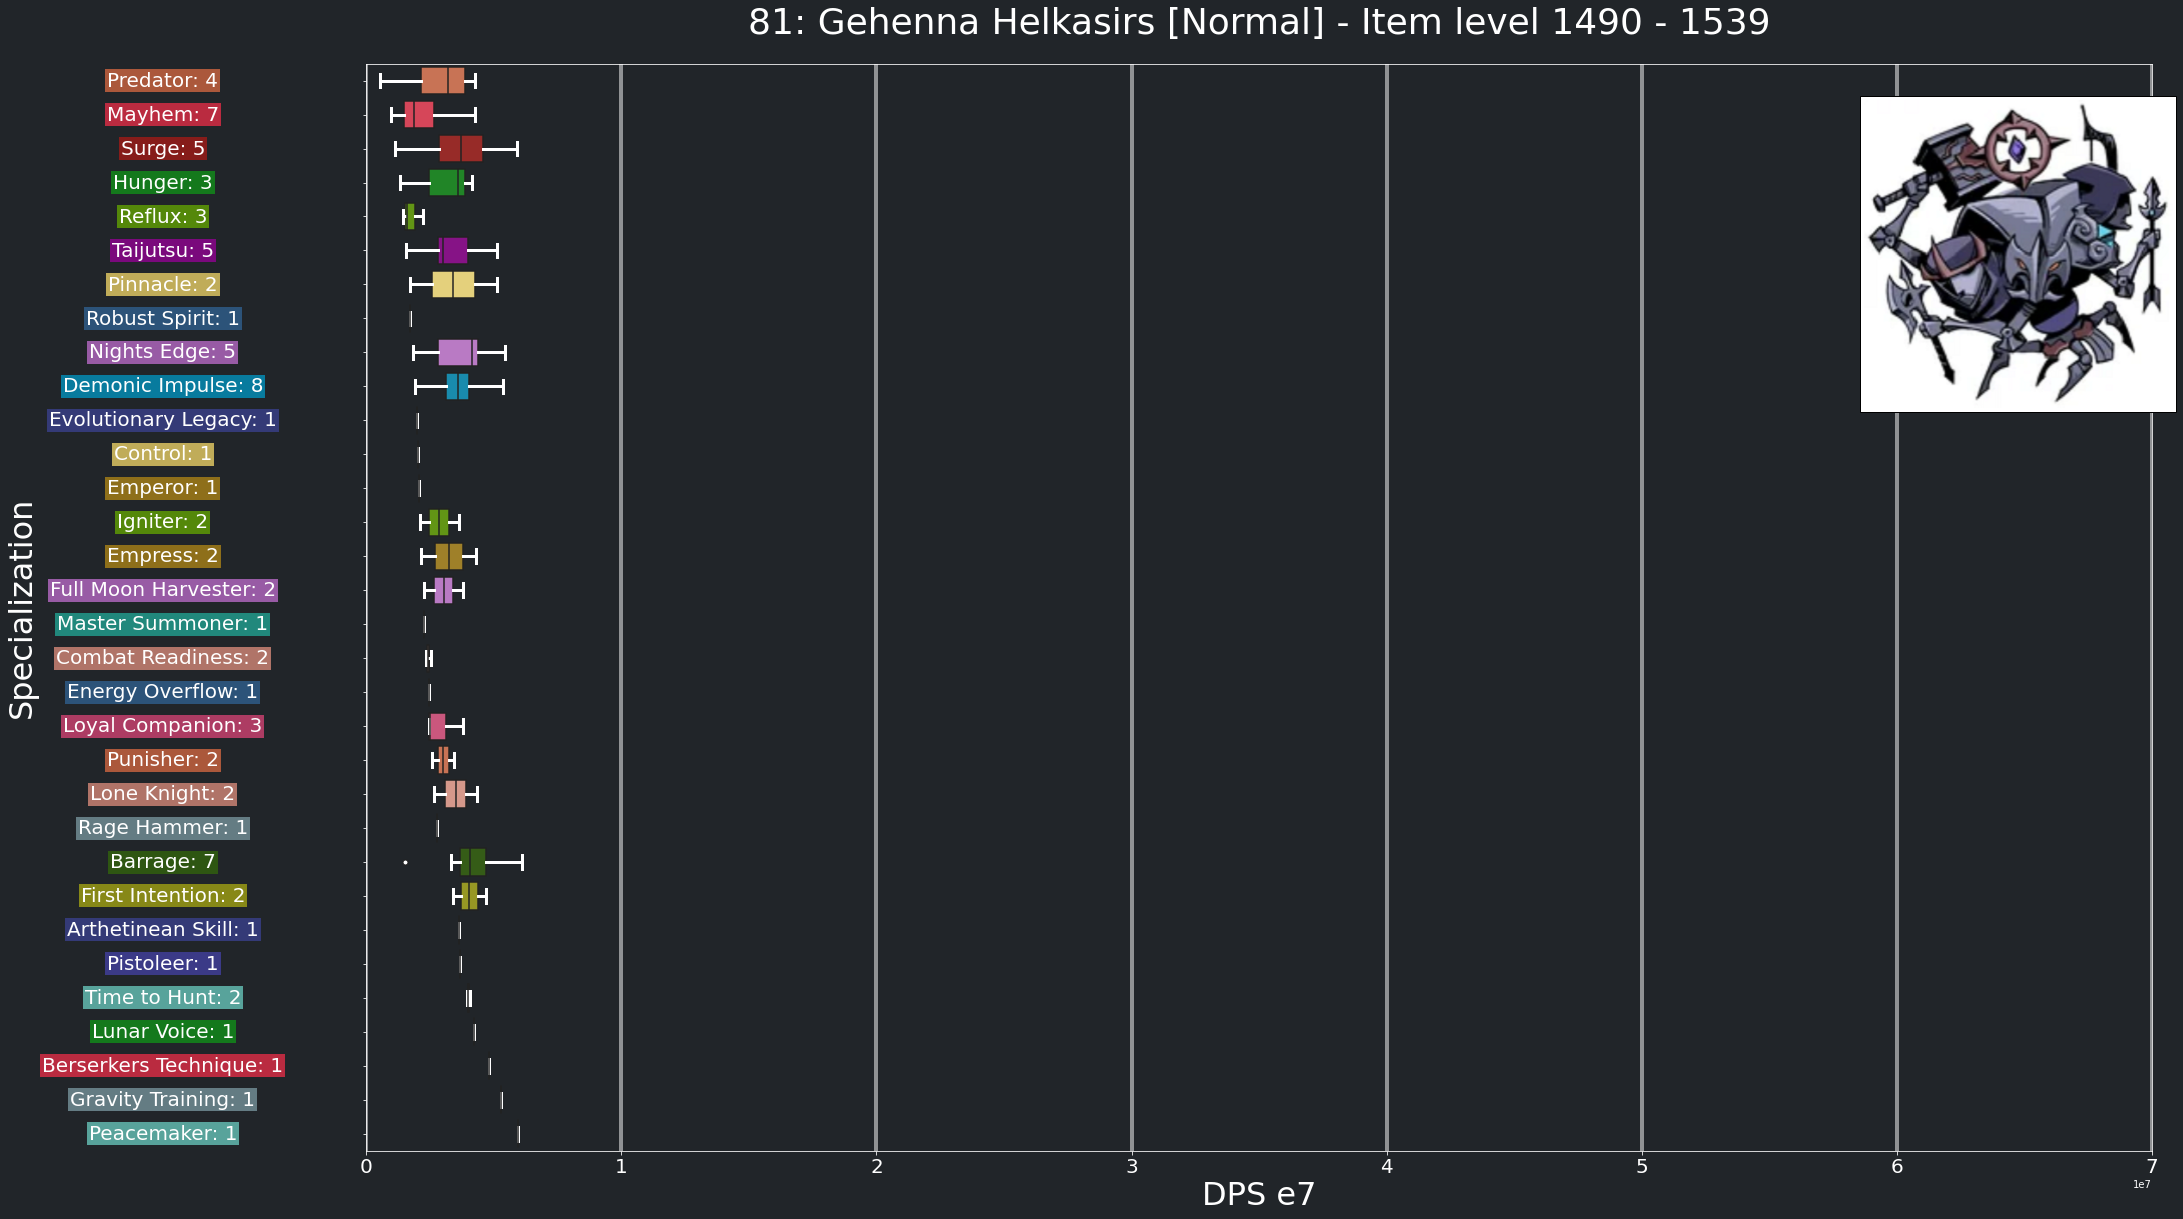 81: Gehenna Helkasirs [Normal] - Item level 1490 - 1539
Predator: 4
Mayhem: 7
Surge: 5
Hunger: 3
Reflux: 3
Taijutsu: 5
Pinnacle: 2
Robust Spirit: 1
Nights Edge: 5
Demonic Impulse: 8
Evolutionary Legacy: 1
Control: 1
Emperor: 1
Igniter: 2
Empress: 2
Full Moon Harvester: 2
Master Summoner: 1
Combat Readiness: 2
Energy Overflow: 1
Loyal Companion: 3
Punisher: 2
Lone Knight: 2
Rage Hammer: 1
Barrage: 7
First Intention: 2
Arthetinean Skill: 1
Pistoleer: 1
Time to Hunt: 2
Lunar Voice: 1
Berserkers Technique: 1
Gravity Training: 1
Peacemaker: 1
Specialization
0 1 2 3 4 5 6 7
1e7
DPS e7